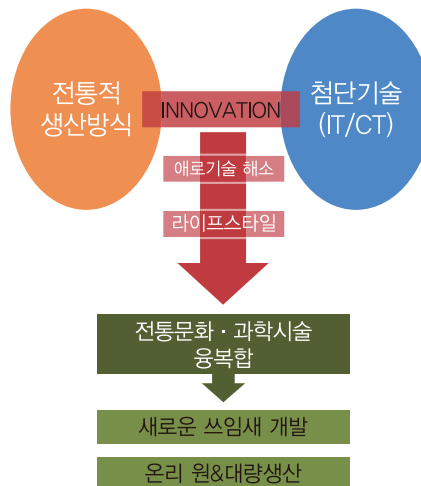 전통적
생산방식
INNOVATION
첨단기술
(IT/CT)
애로기술 해소
라이프스타일
전통문화 · 과학시술
융복합
새로운 쓰임새 개발
온리 원&대량생산